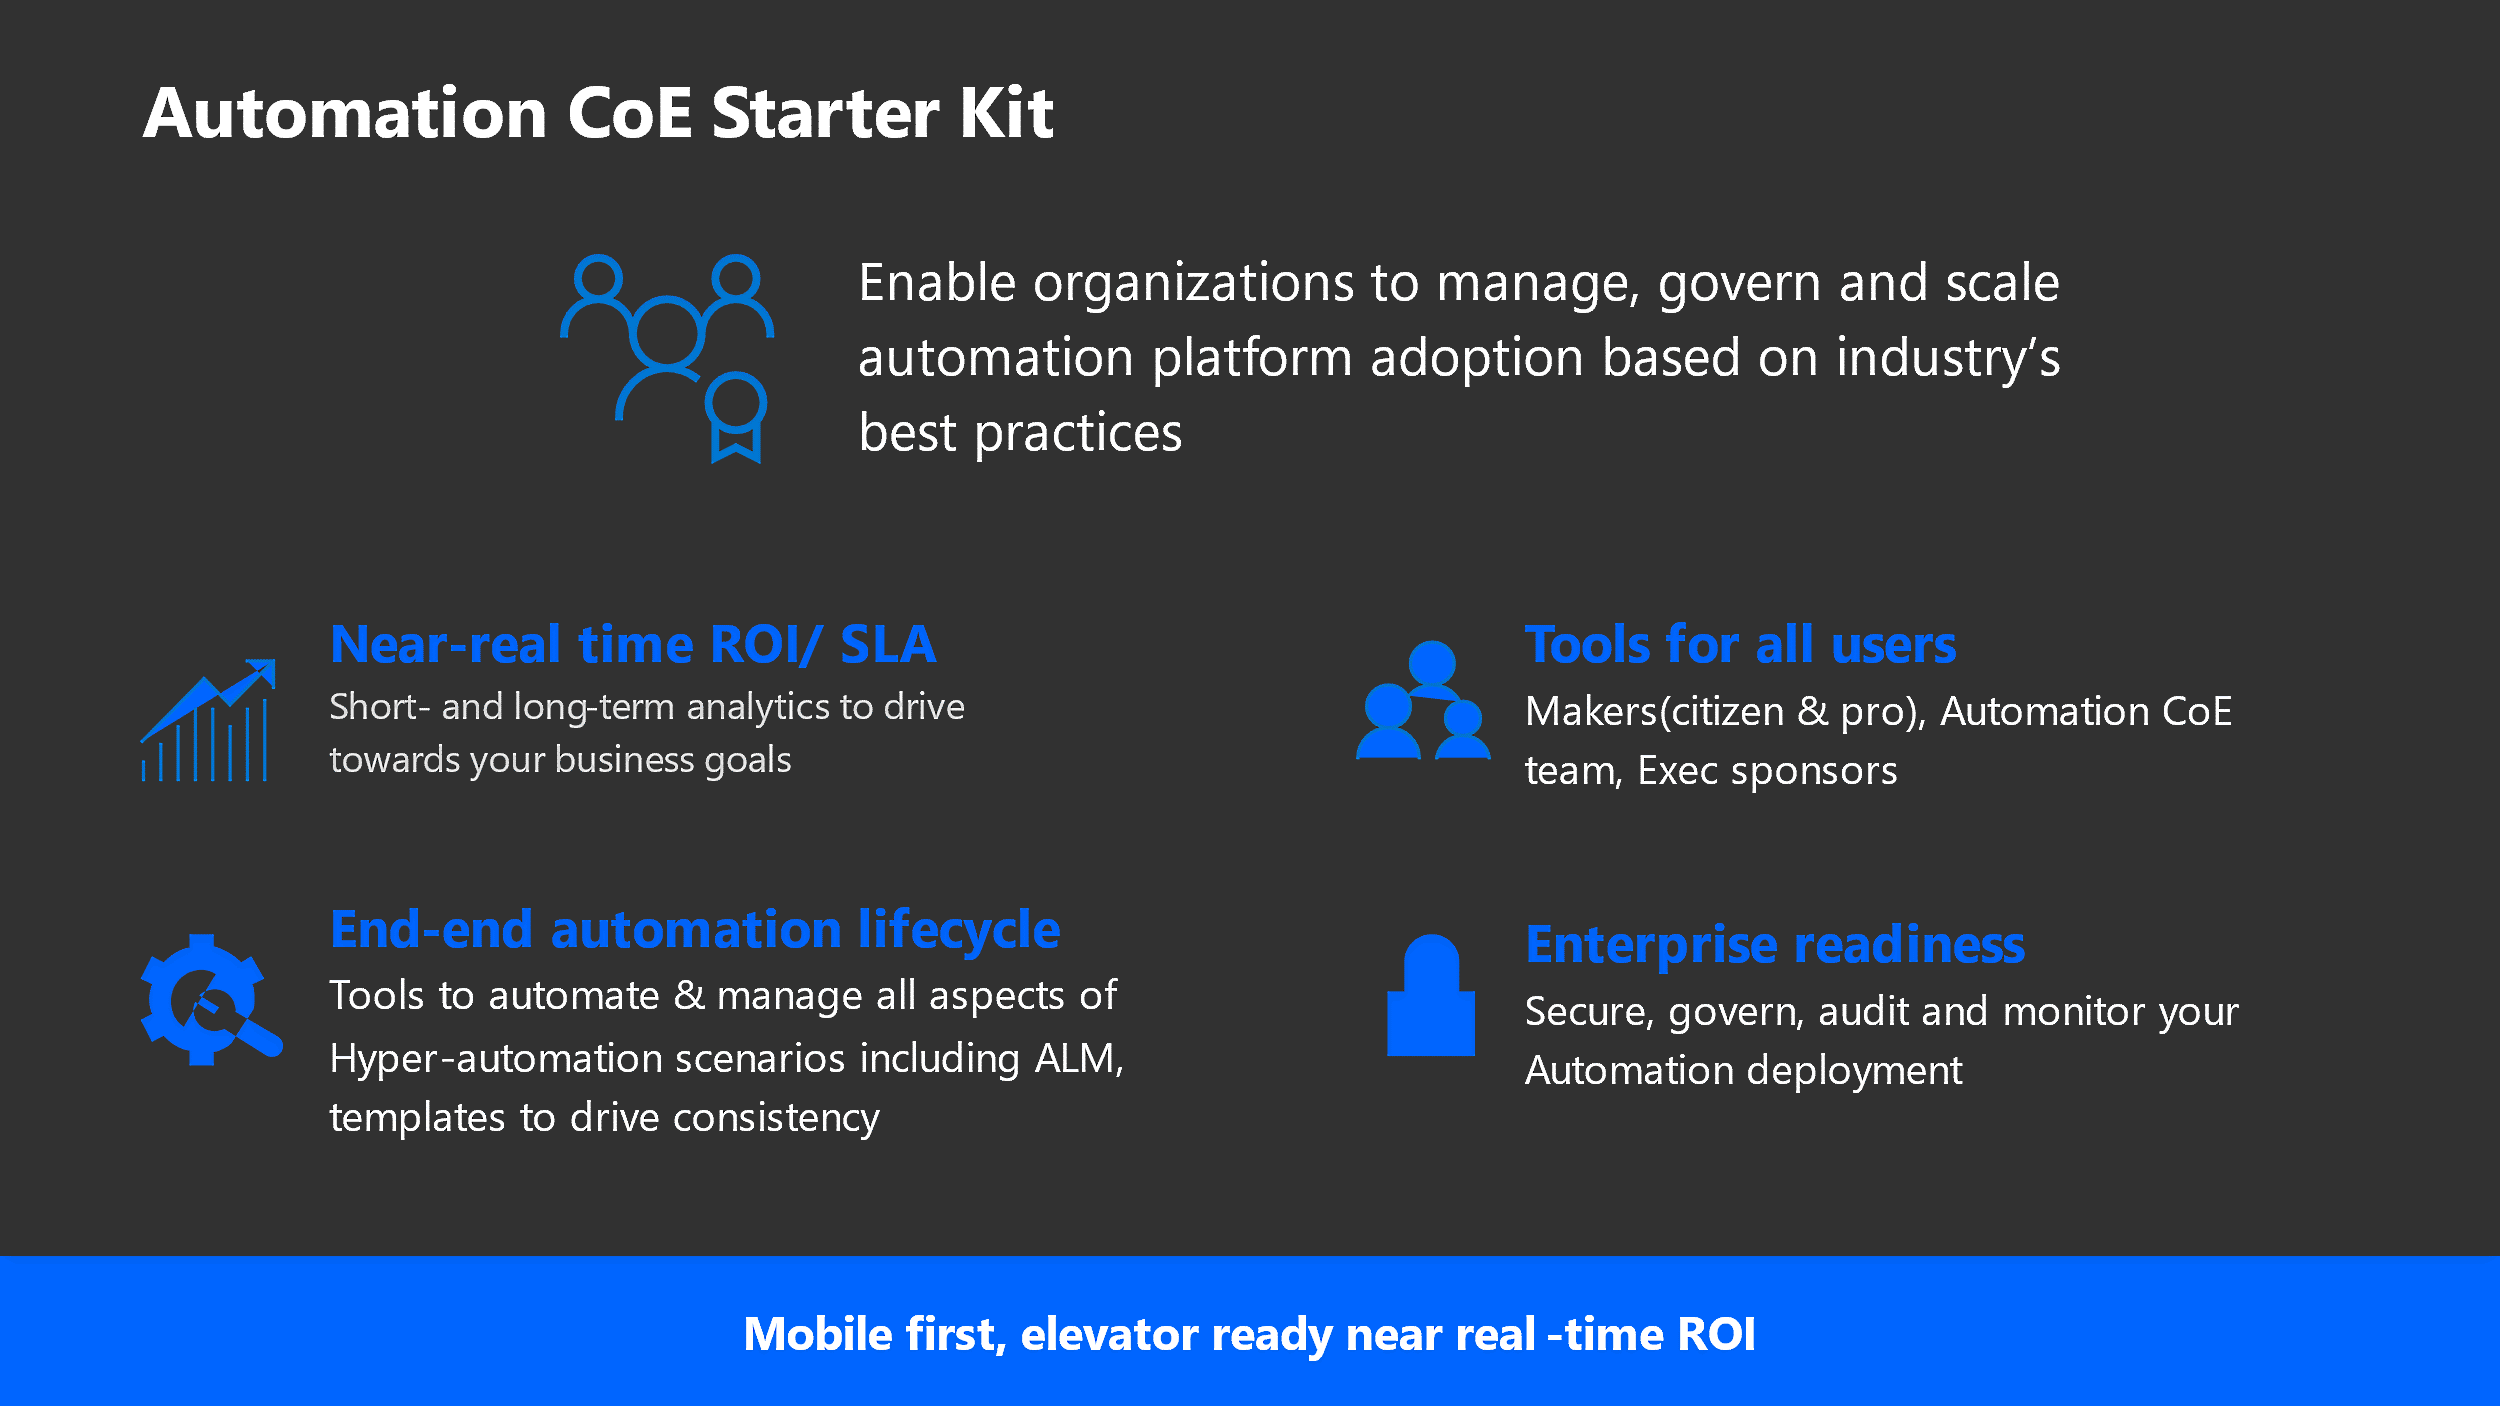 Automation CoE Starter Kit
Enable organizations to manage, govern and scale
automation platform adoption based on industry’s
best practices
Near-real time ROI/ SLA
Short- and long-term analytics to drive
towards your business goals
Tools for all users
Makers(citizen & pro), Automation CoE
team, Exec sponsors
End-end automation lifecycle
Tools to automate & manage all aspects of
Hyper-automation scenarios including ALM,
templates to drive consistency
Enterprise readiness
Secure, govern, audit and monitor your
Automation deployment
Mobile first, elevator ready near real -time ROI